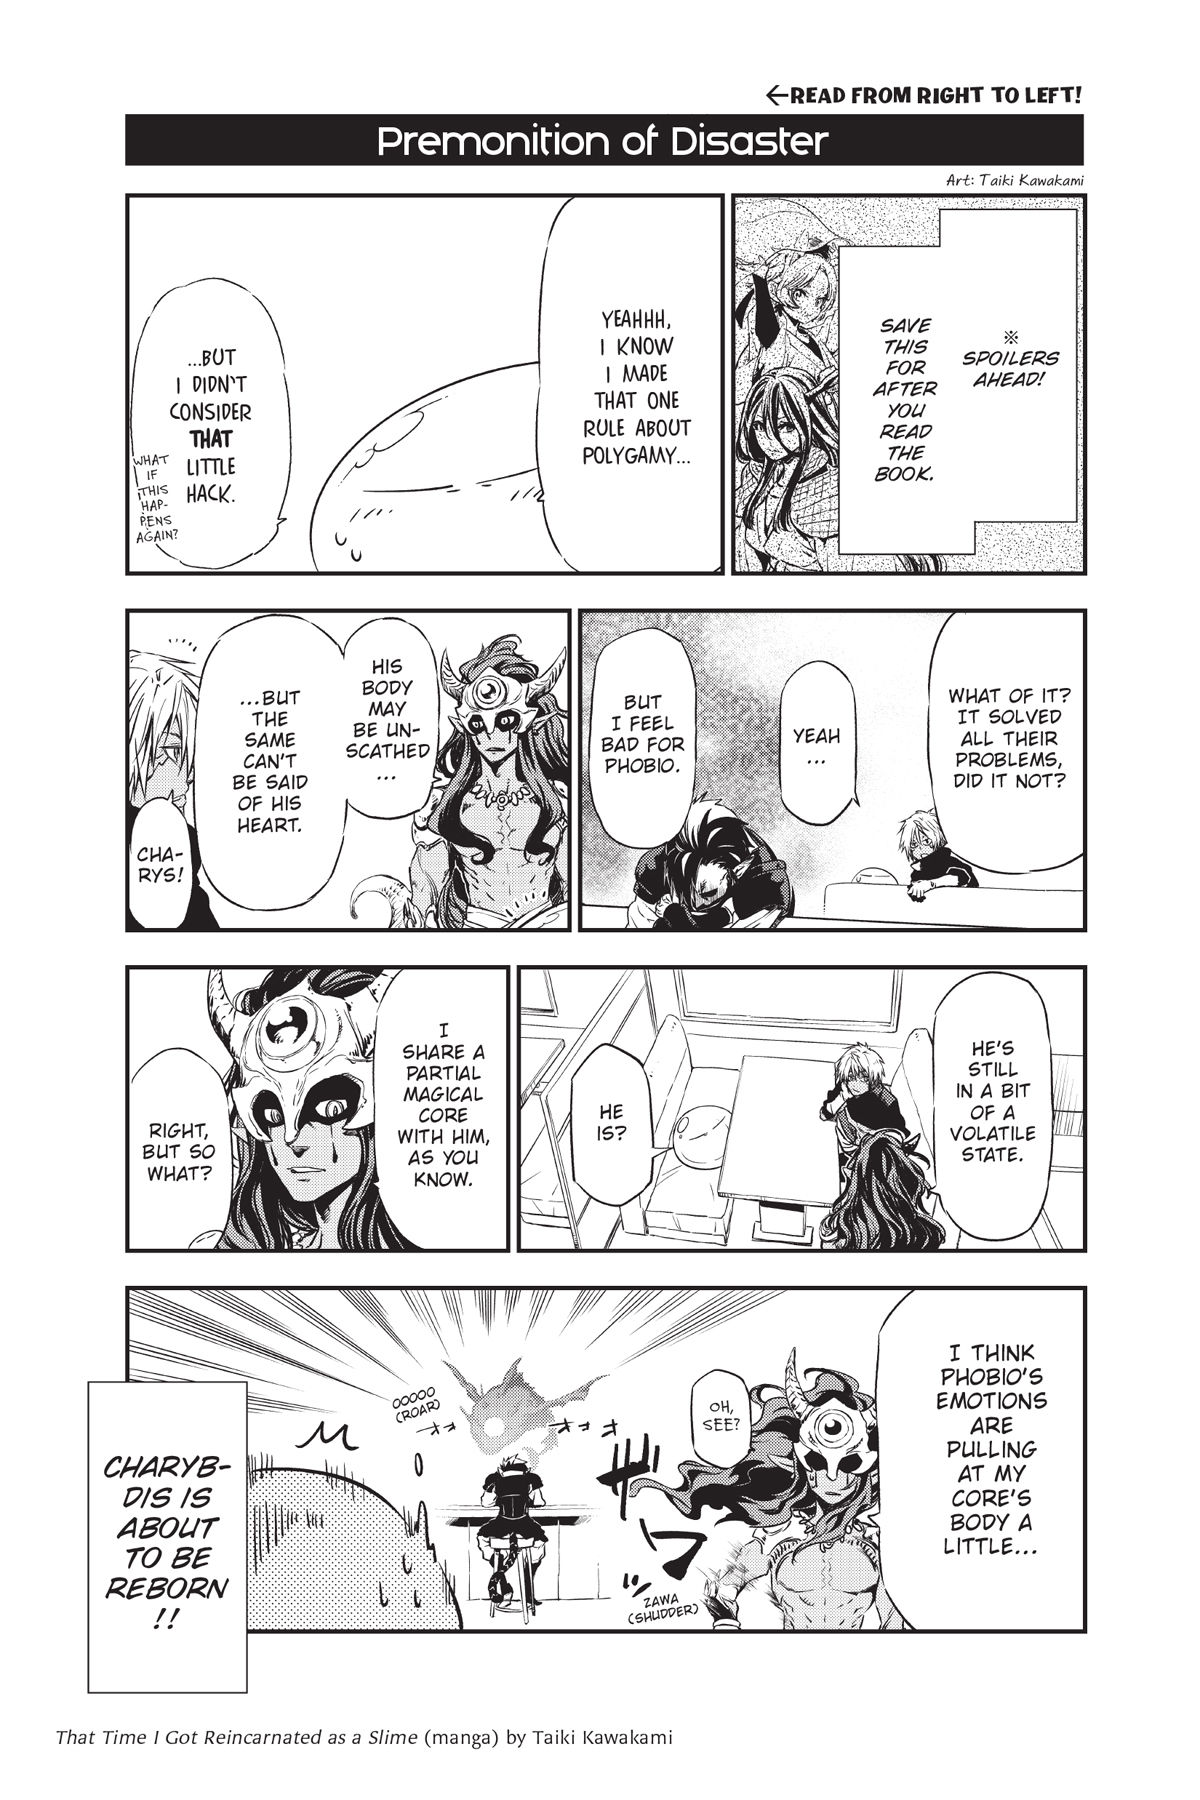 ←READ FROM RIGHT TO LEFT!
Premonition of Disaster
Art: Taiki Kawakami
※
SPOILERS
AHEAD!
SAVE
THIS
FOR
AFTER
YOU
READ
THE
BOOK.
YEAHHH,
I KNOW
I MADE
THAT ONE
RULE ABOUT
POLYGAMY...
...BUT
I DIDN'T
CONSIDER
THAT
LITTLE
HACK.
WHAT
IF
THIS
HAP-
PENS
AGAIN?
WHAT OF IT?
IT SOLVED
ALL THEIR
PROBLEMS,
DID IT NOT?
YEAH
...
BUT
I FEEL
BAD FOR
PHOBIO.
HIS
BODY
MAY
BE UN-
SCATHED
...
...BUT
THE
SAME
CAN'T
BE SAID
OF HIS
HEART.
CHA-
RYS!
HE'S
STILL
IN A BIT
OF A
VOLATILE
STATE.
HE
IS?
I
SHARE A
PARTIAL
MAGICAL
CORE
WITH HIM,
AS YOU
KNOW.
RIGHT,
BUT SO
WHAT?
I THINK
PHOBIO'S
EMOTIONS
ARE
PULLING
AT MY
CORE'S
BODY A
LITTLE...
OH,
SEE?
ザワ
ZAWA
(SHUDDER)
OOOOO
(ROAR)
CHARYB-
DIS IS
ABOUT
TO BE
REBORN
!!
That Time I Got Reincarnated as a Slime (manga) by Taiki Kawakami